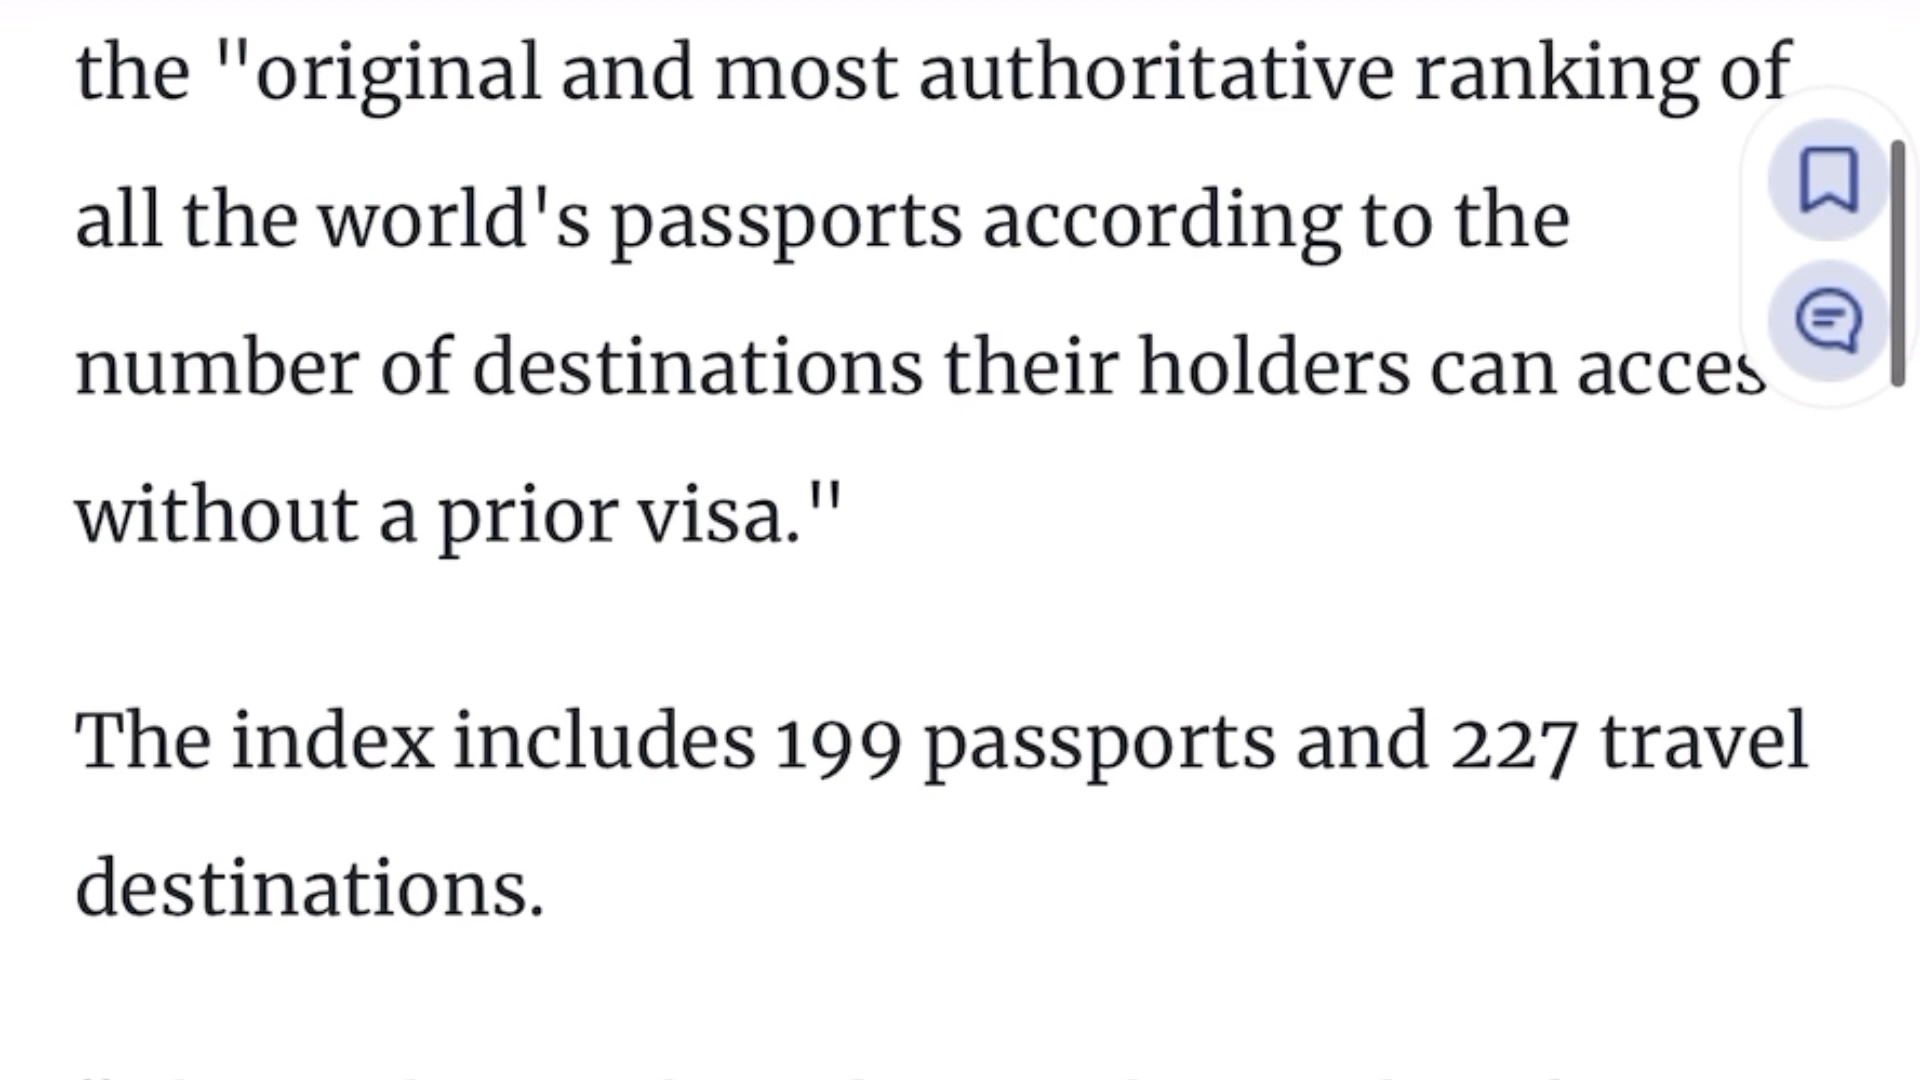 the "original and most authoritative ranking of
all the world's passports according to the
number of destinations their holders can acces
without a prior visa."
The index includes 199 passports and 227 travel
destinations.